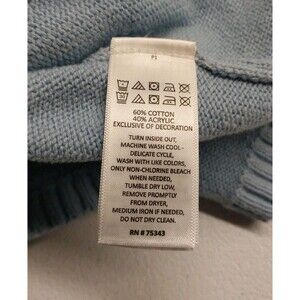 P1
60% COTTON
40% ACRYLIC
EXCLUSIVE OF DECORATION
TURN INSIDE OUT,
MACHINE WASH COOL-
DELICATE CYCLE,
WASH WITH LIKE COLORS,
ONLY NON-CHLORINE BLEACH
WHEN NEEDED,
TUMBLE DRY LOW,
REMOVE PROMPTLY
FROM DRYER,
MEDIUM IRON IF NEEDED,
DO NOT DRY CLEAN.
RN # 75343